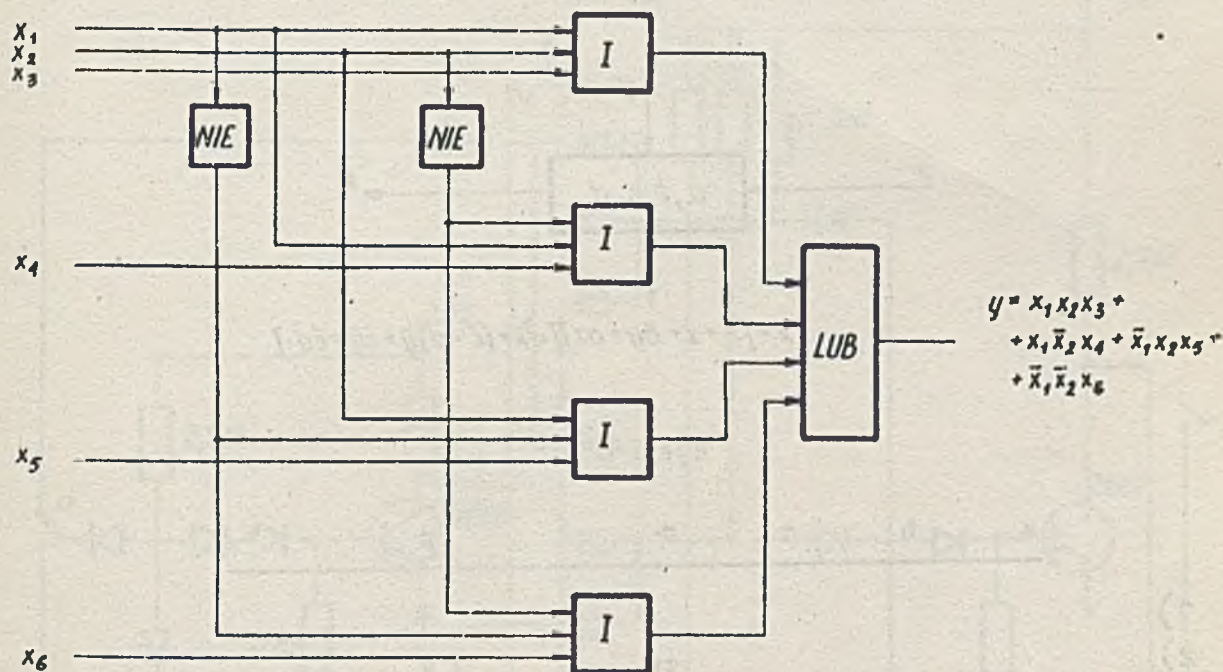 x₁
x₂
x₃
I
NIE
NIE
x₄
I
LUB
y = x₁x₂x₃ +
+ x₁x̄₂x₄ + x̄₁x₂x₅ +
+ x̄₁x̄₂x₆
x₅
I
x₆
I